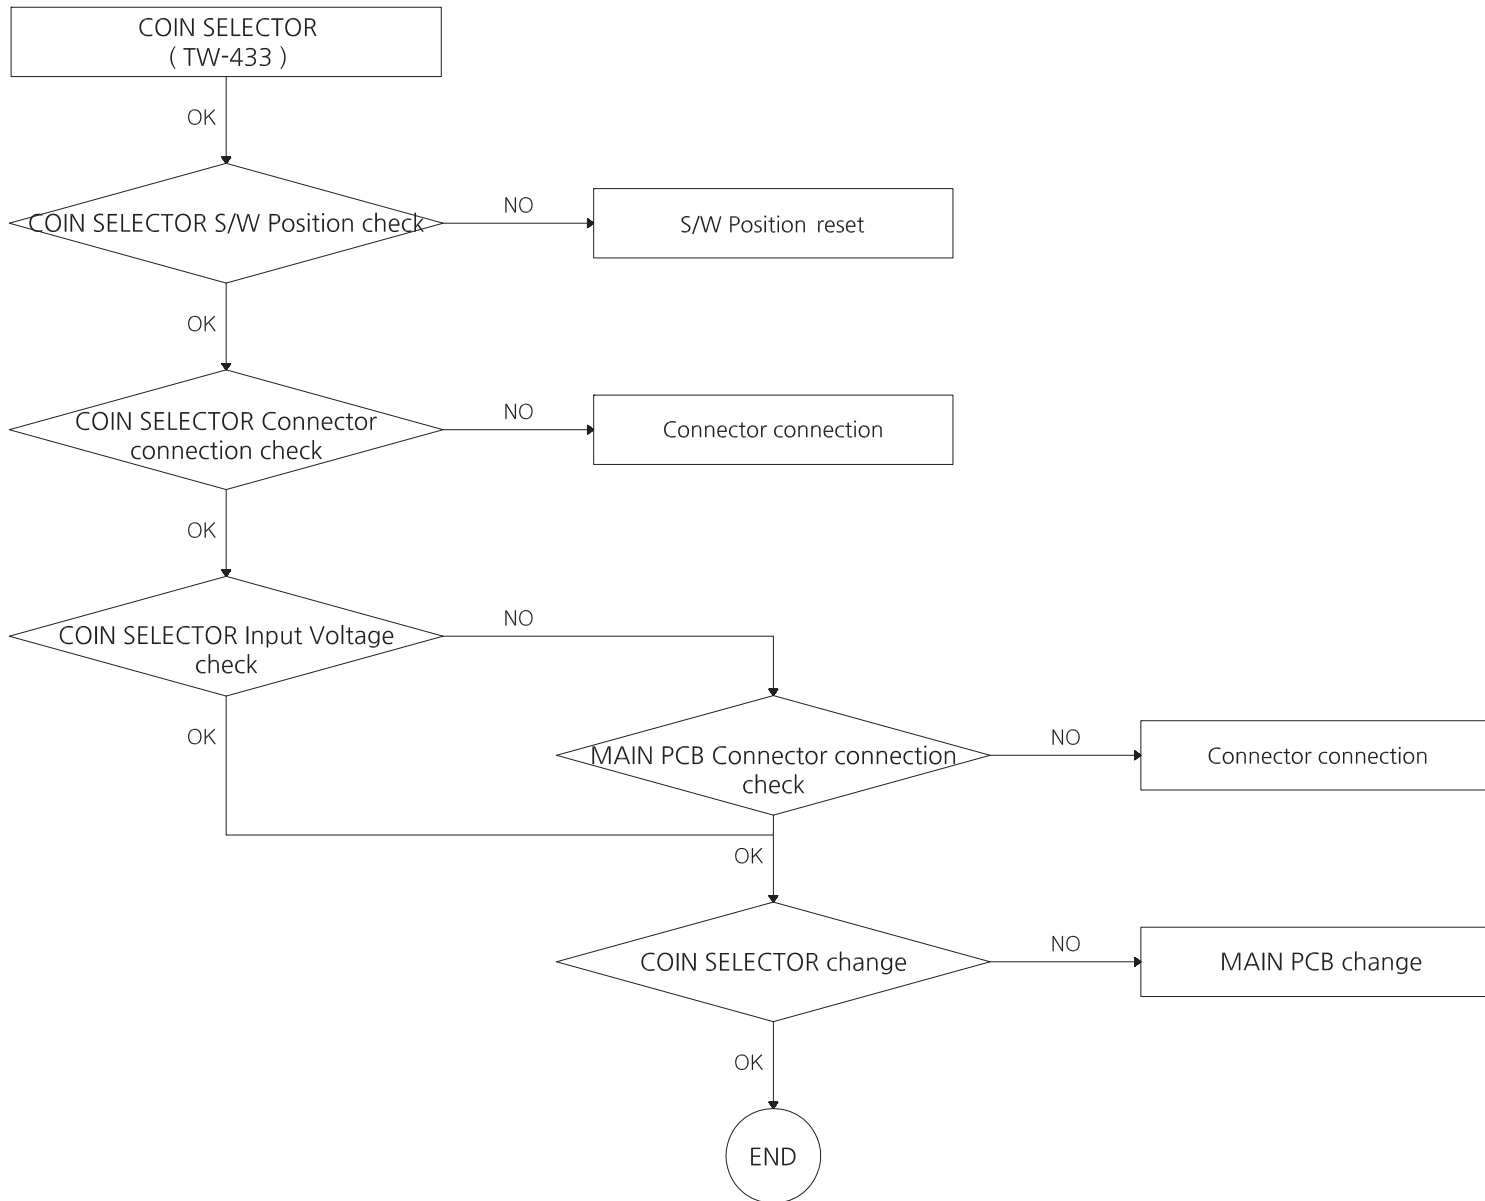 COIN SELECTOR
( TW-433 )
OK
COIN SELECTOR S/W Position check
NO
S/W Position reset
OK
COIN SELECTOR Connector
connection check
NO
Connector connection
OK
COIN SELECTOR Input Voltage
check
NO
OK
MAIN PCB Connector connection
check
NO
Connector connection
OK
COIN SELECTOR change
NO
MAIN PCB change
OK
END